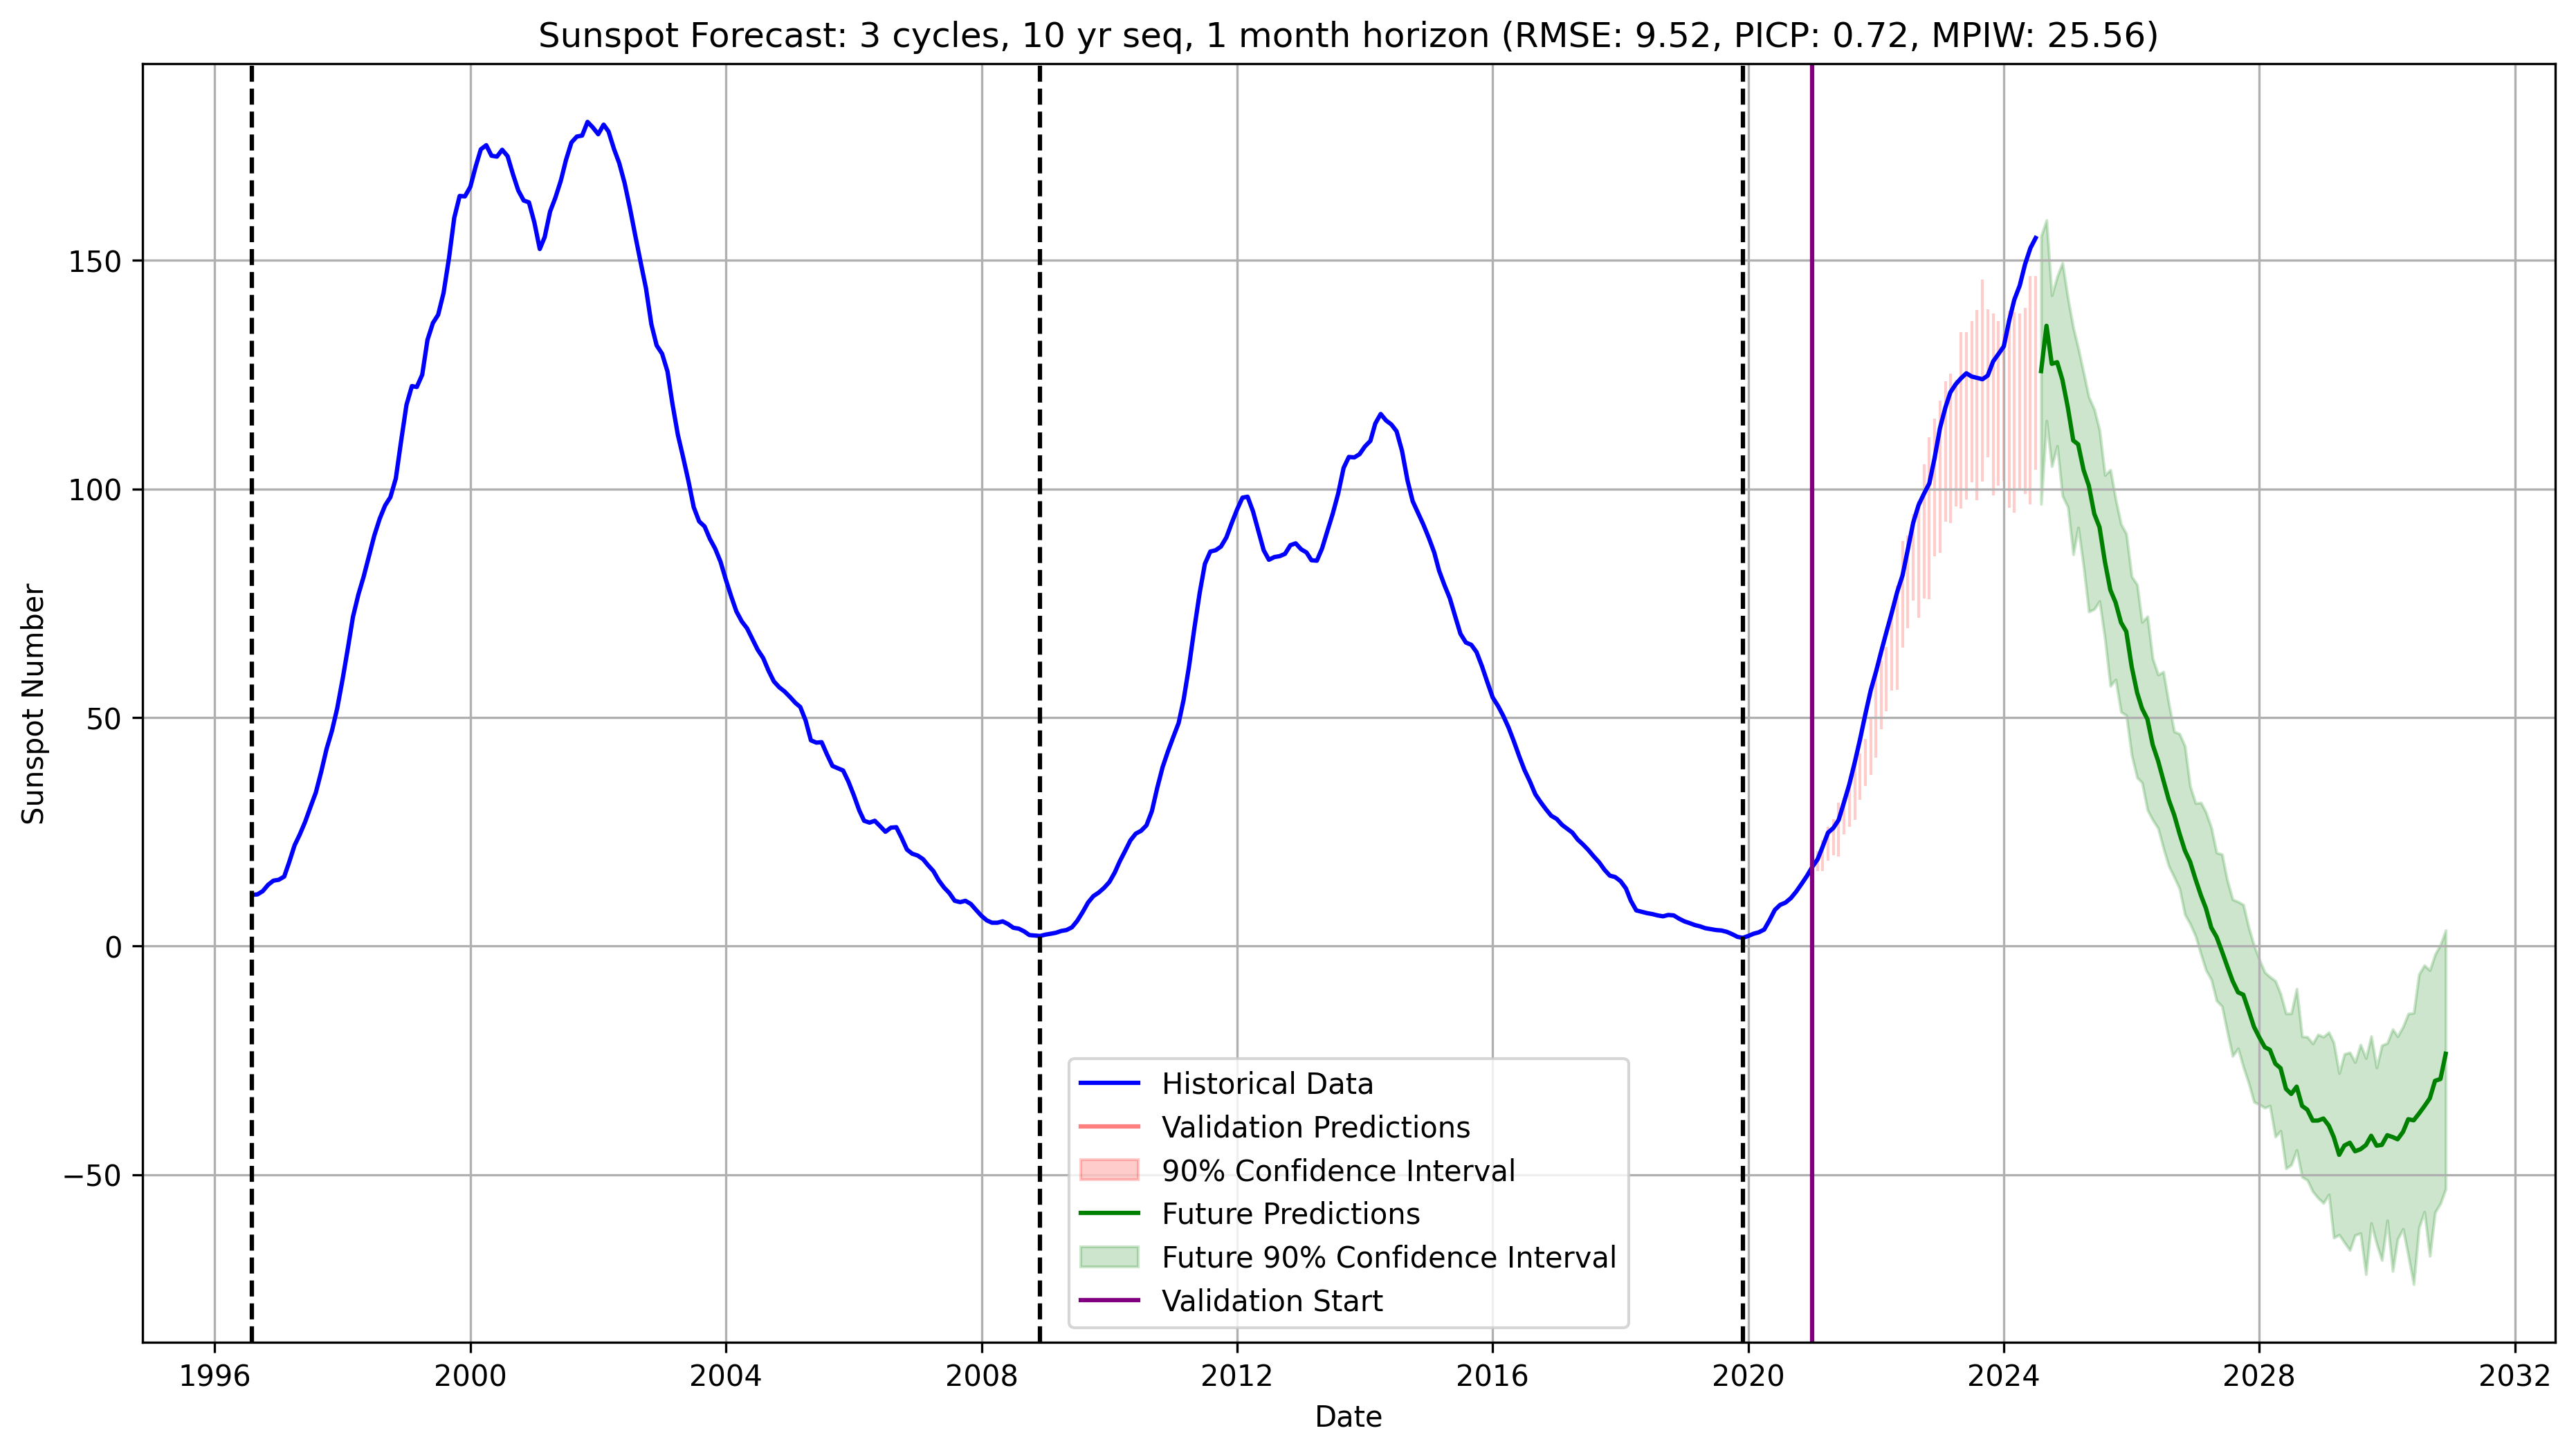 Sunspot Forecast: 3 cycles, 10 yr seq, 1 month horizon (RMSE: 9.52, PICP: 0.72, MPIW: 25.56)
Sunspot Number
150
100
50
0
−50
Historical Data
Validation Predictions
90% Confidence Interval
Future Predictions
Future 90% Confidence Interval
Validation Start
1996 2000 2004 2008 2012 2016 2020 2024 2028 2032
Date